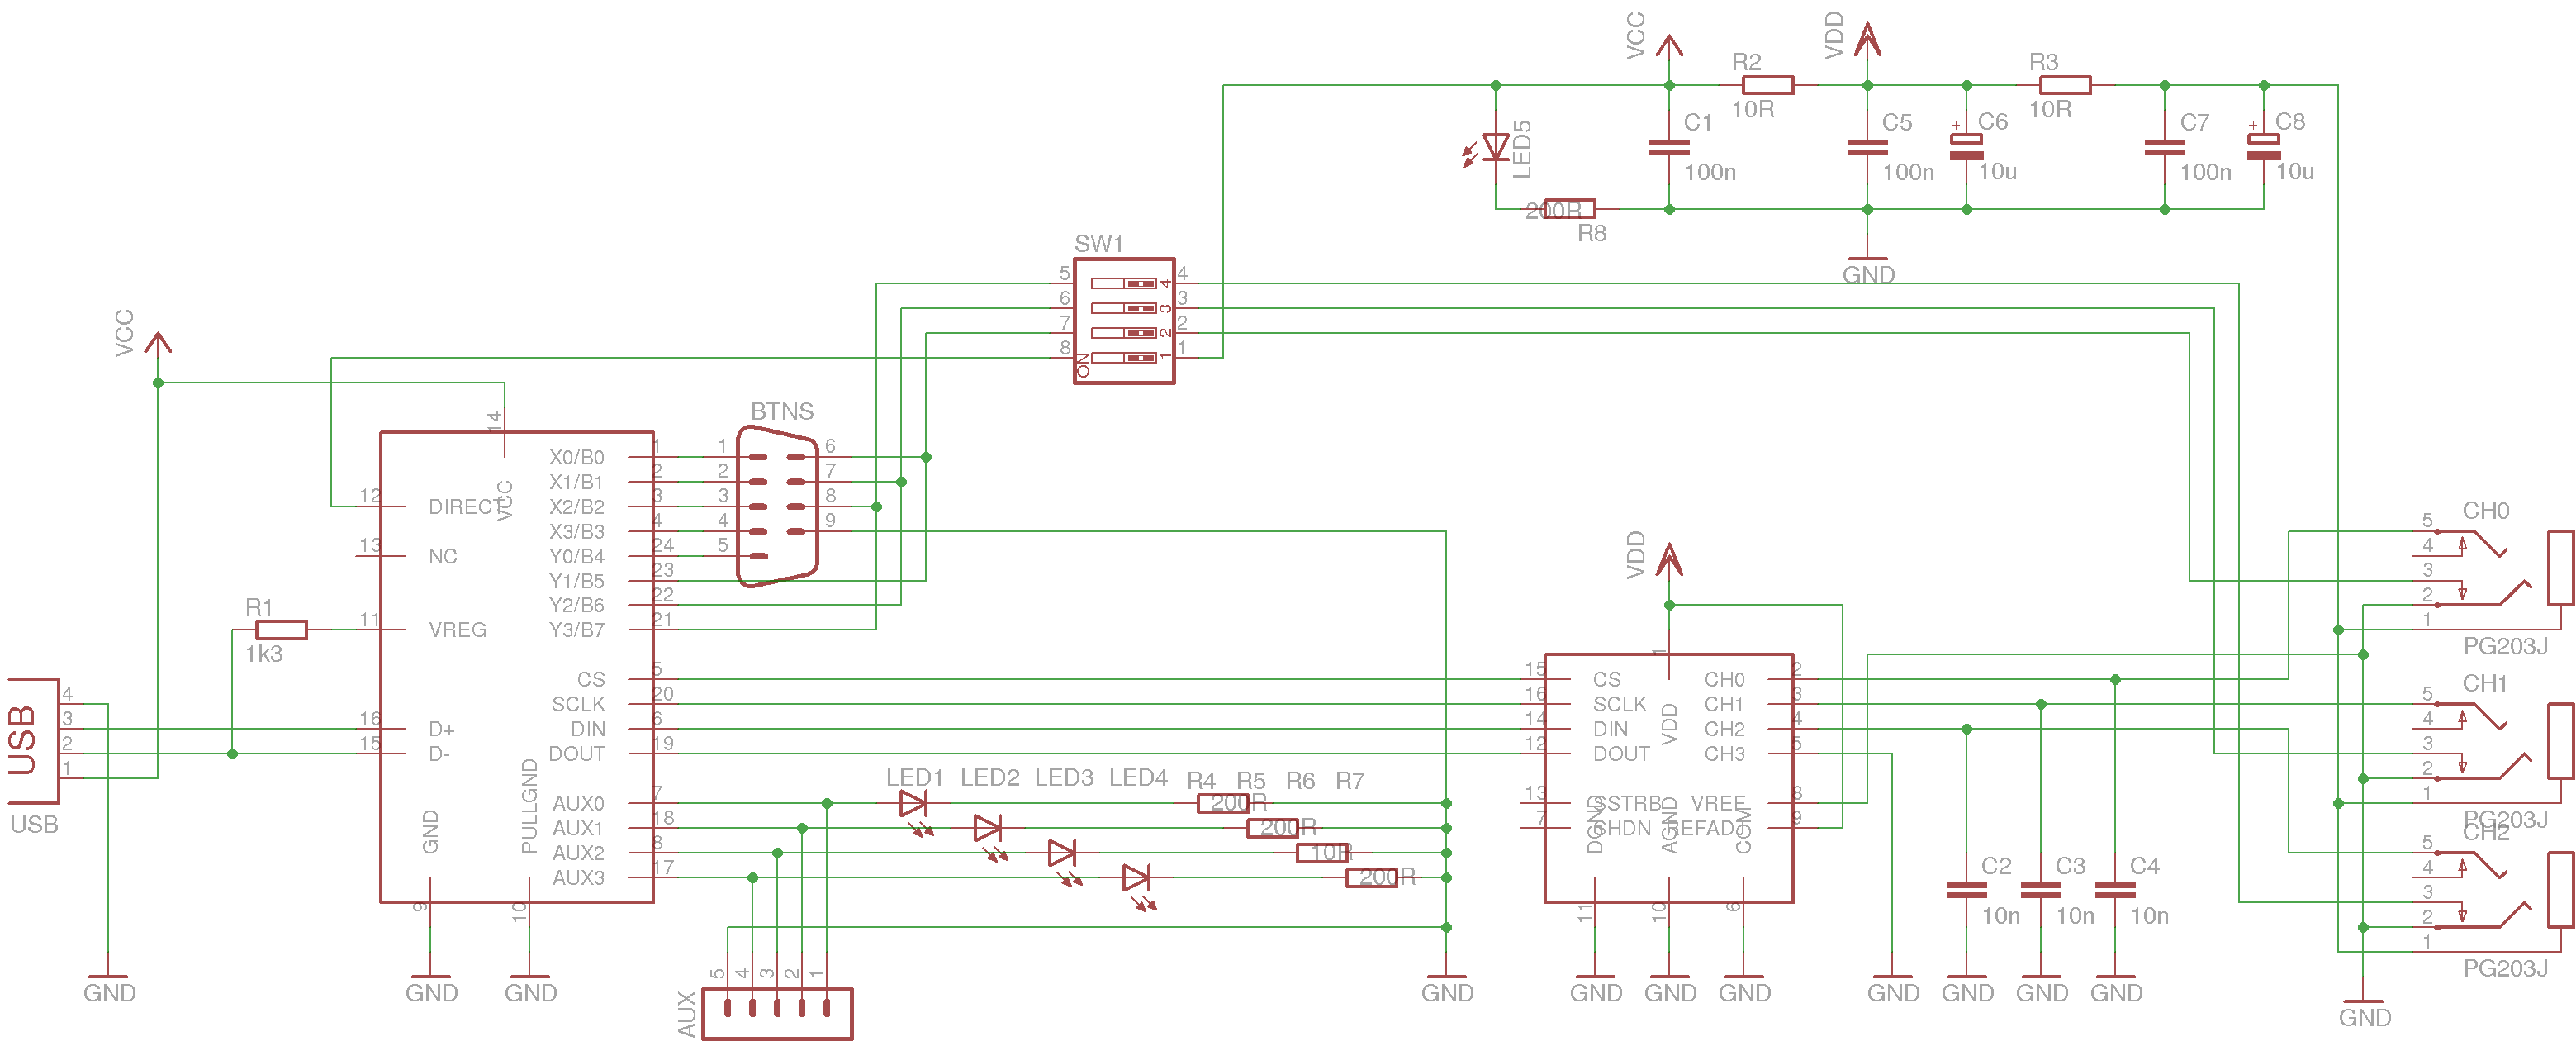 VCC
VDD
R2
10R
R3
10R
LED5
C1
100n
C5
100n
+
C6
10u
C7
100n
+
C8
10u
200R
R8
GND
SW1
5 4
6 3
7 2
8 1
4
3
2
1
ON
VCC
14
VCC
BTNS
12 DIRECT
13 NC
11 VREG
16 D+
15 D-
X0/B0 1
X1/B1 2
X2/B2 3
X3/B3 4
Y0/B4 24
Y1/B5 23
Y2/B6 22
Y3/B7 21
CS 5
SCLK 20
DIN 6
DOUT 19
AUX0 7
AUX1 18
AUX2 8
AUX3 17
GND
9
PULLGND
10
1 6
2 7
3 8
4 9
5
R1
1k3
USB
4
3
2
1
USB
GND
GND
GND
LED1 LED2 LED3 LED4 R4 R5 R6 R7
200R
200R
10R
200R
AUX
5 4 3 2 1
GND
VDD
1
VDD
15 CS
16 SCLK
14 DIN
12 DOUT
13 SSTRB
7 SHDN
CH0 2
CH1 3
CH2 4
CH3 5
VREF 8
REFADJ 9
DGND
AGND
COM
11
10
6
GND
GND
GND
GND
GND
GND
GND
C2
10n
C3
10n
C4
10n
CH0
5
4
3
2
1
PG203J
CH1
5
4
3
2
1
PG203J
CH2
5
4
3
2
1
PG203J
GND